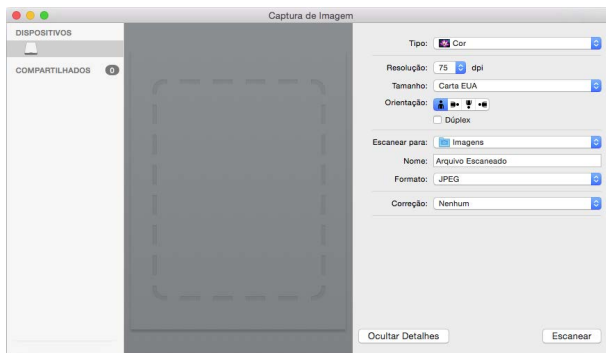 Captura de Imagem
DISPOSITIVOS
COMPARTILHADOS 0
Tipo: Cor
Resolução: 75 dpi
Tamanho: Carta EUA
Orientação:
Dúplex
Escanear para: Imagens
Nome: Arquivo Escaneado
Formato: JPEG
Correção: Nenhum
Ocultar Detalhes Escanear